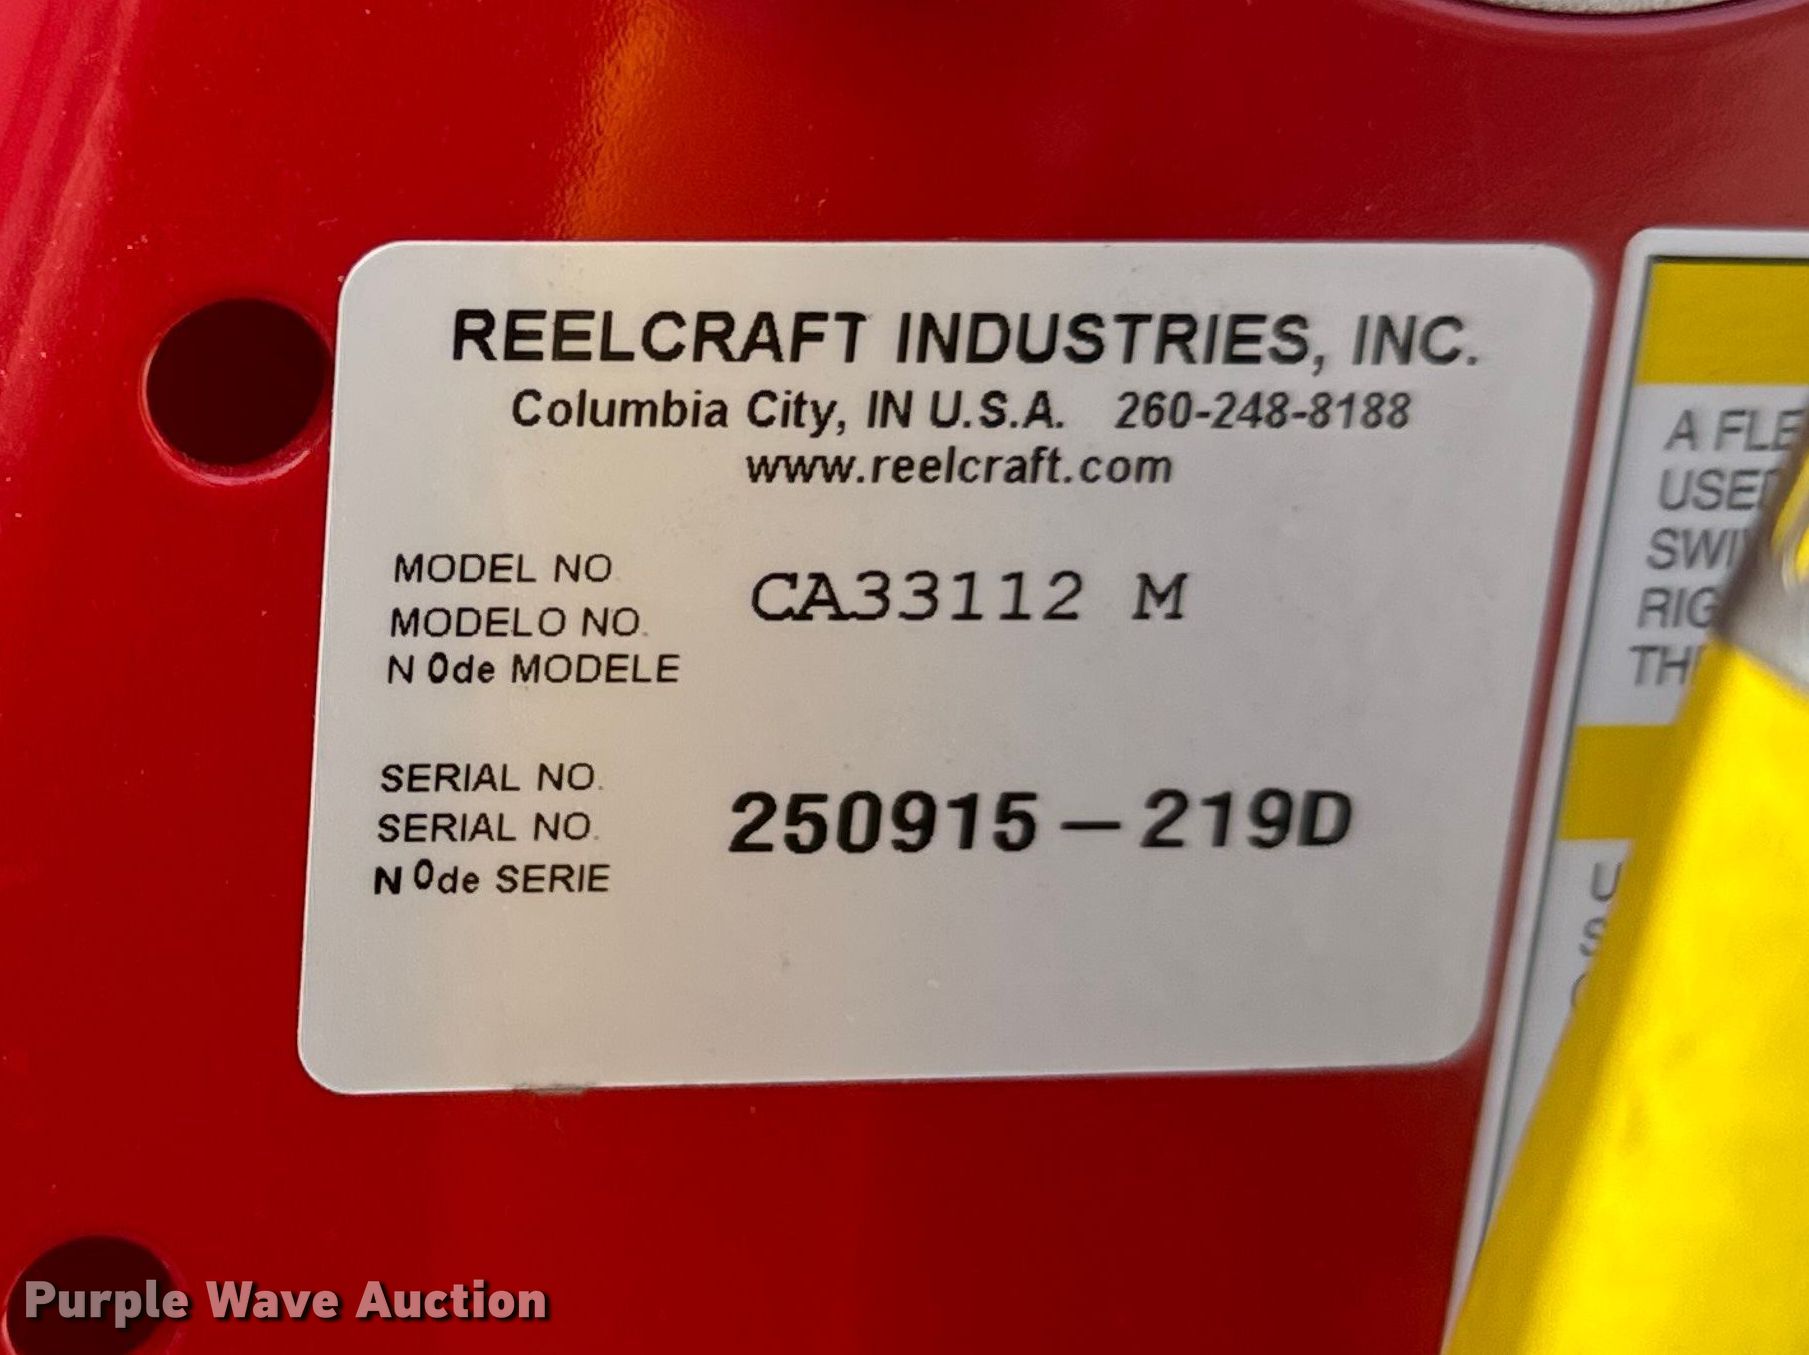 REELCRAFT INDUSTRIES, INC.
Columbia City, IN U.S.A. 260-248-8188
www.reelcraft.com
MODEL NO
MODELO NO.
N 0de MODELE
CA33112 M
SERIAL NO.
SERIAL NO.
N 0de SERIE
250915-219D
A FLE
USED
SWI
RIG
TH
U
S
Purple Wave Auction